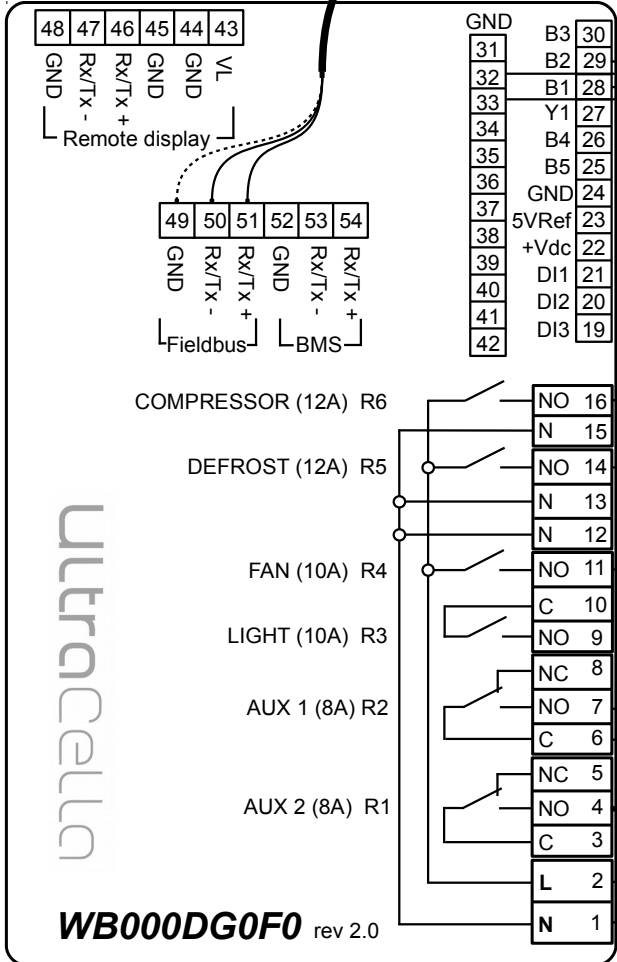 48 47 46 45 44 43
GND Rx/Tx - Rx/Tx + GND GND VL
Remote display
49 50 51 52 53 54
GND Rx/Tx - Rx/Tx + GND Rx/Tx - Rx/Tx +
Fieldbus BMS
GND
31
32
33
34
35
36
37
38
39
40
41
42
B3 30
B2 29
B1 28
Y1 27
B4 26
B5 25
GND 24
5VRef 23
+Vdc 22
DI1 21
DI2 20
DI3 19
COMPRESSOR (12A) R6 NO 16
N 15
DEFROST (12A) R5 NO 14
N 13
N 12
FAN (10A) R4 NO 11
C 10
LIGHT (10A) R3 NO 9
NC 8
AUX 1 (8A) R2 NO 7
C 6
NC 5
AUX 2 (8A) R1 NO 4
C 3
L 2
N 1
ultraCella
WB000DG0F0 rev 2.0